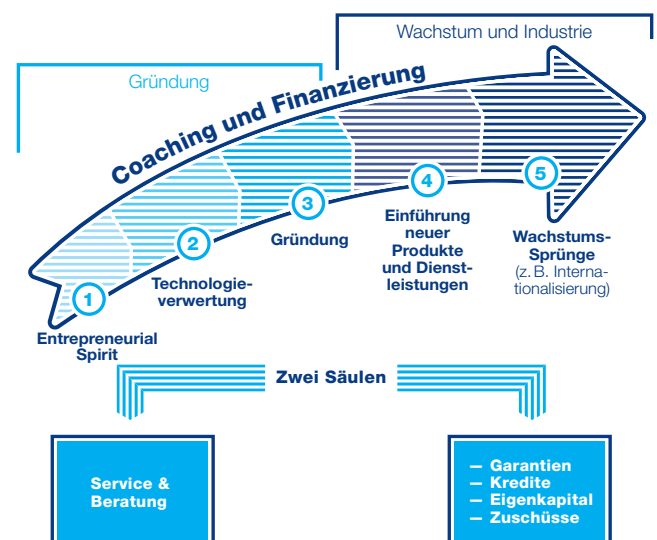 Wachstum und Industrie
Gründung
Coaching und Finanzierung
1
Entrepreneurial
Spirit
2
Technologie-
verwertung
3
Gründung
4
Einführung
neuer
Produkte
und Dienst-
leistungen
5
Wachstums-
Sprünge
(z. B. Interna-
tionalisierung)
Zwei Säulen
Service &
Beratung
— Garantien
— Kredite
— Eigenkapital
— Zuschüsse